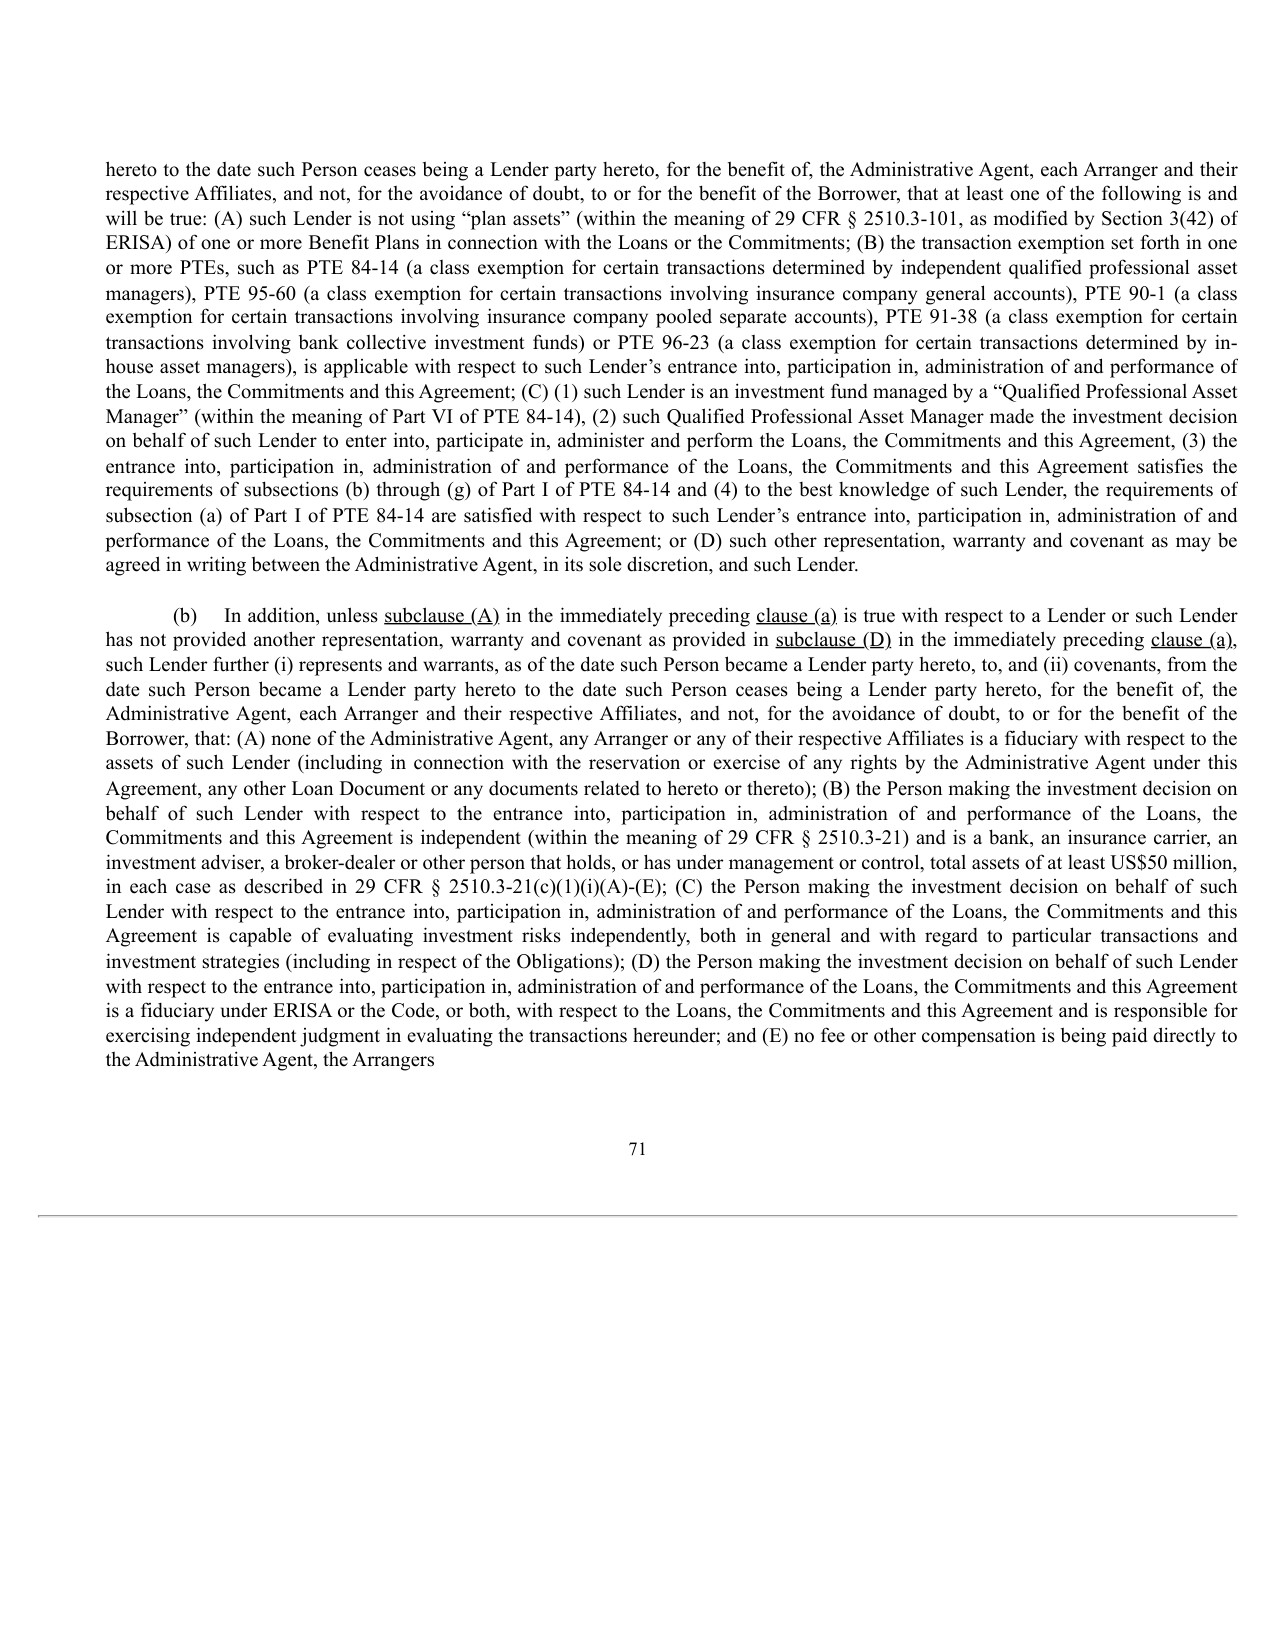 hereto to the date such Person ceases being a Lender party hereto, for the benefit of, the Administrative Agent, each Arranger and their
respective Affiliates, and not, for the avoidance of doubt, to or for the benefit of the Borrower, that at least one of the following is and
will be true: (A) such Lender is not using “plan assets” (within the meaning of 29 CFR § 2510.3-101, as modified by Section 3(42) of
ERISA) of one or more Benefit Plans in connection with the Loans or the Commitments; (B) the transaction exemption set forth in one
or more PTEs, such as PTE 84-14 (a class exemption for certain transactions determined by independent qualified professional asset
managers), PTE 95-60 (a class exemption for certain transactions involving insurance company general accounts), PTE 90-1 (a class
exemption for certain transactions involving insurance company pooled separate accounts), PTE 91-38 (a class exemption for certain
transactions involving bank collective investment funds) or PTE 96-23 (a class exemption for certain transactions determined by in-
house asset managers), is applicable with respect to such Lender’s entrance into, participation in, administration of and performance of
the Loans, the Commitments and this Agreement; (C) (1) such Lender is an investment fund managed by a “Qualified Professional Asset
Manager” (within the meaning of Part VI of PTE 84-14), (2) such Qualified Professional Asset Manager made the investment decision
on behalf of such Lender to enter into, participate in, administer and perform the Loans, the Commitments and this Agreement, (3) the
entrance into, participation in, administration of and performance of the Loans, the Commitments and this Agreement satisfies the
requirements of subsections (b) through (g) of Part I of PTE 84-14 and (4) to the best knowledge of such Lender, the requirements of
subsection (a) of Part I of PTE 84-14 are satisfied with respect to such Lender’s entrance into, participation in, administration of and
performance of the Loans, the Commitments and this Agreement; or (D) such other representation, warranty and covenant as may be
agreed in writing between the Administrative Agent, in its sole discretion, and such Lender.
(b) In addition, unless subclause (A) in the immediately preceding clause (a) is true with respect to a Lender or such Lender
has not provided another representation, warranty and covenant as provided in subclause (D) in the immediately preceding clause (a),
such Lender further (i) represents and warrants, as of the date such Person became a Lender party hereto, to, and (ii) covenants, from the
date such Person became a Lender party hereto to the date such Person ceases being a Lender party hereto, for the benefit of, the
Administrative Agent, each Arranger and their respective Affiliates, and not, for the avoidance of doubt, to or for the benefit of the
Borrower, that: (A) none of the Administrative Agent, any Arranger or any of their respective Affiliates is a fiduciary with respect to the
assets of such Lender (including in connection with the reservation or exercise of any rights by the Administrative Agent under this
Agreement, any other Loan Document or any documents related to hereto or thereto); (B) the Person making the investment decision on
behalf of such Lender with respect to the entrance into, participation in, administration of and performance of the Loans, the
Commitments and this Agreement is independent (within the meaning of 29 CFR § 2510.3-21) and is a bank, an insurance carrier, an
investment adviser, a broker-dealer or other person that holds, or has under management or control, total assets of at least US$50 million,
in each case as described in 29 CFR § 2510.3-21(c)(1)(i)(A)-(E); (C) the Person making the investment decision on behalf of such
Lender with respect to the entrance into, participation in, administration of and performance of the Loans, the Commitments and this
Agreement is capable of evaluating investment risks independently, both in general and with regard to particular transactions and
investment strategies (including in respect of the Obligations); (D) the Person making the investment decision on behalf of such Lender
with respect to the entrance into, participation in, administration of and performance of the Loans, the Commitments and this Agreement
is a fiduciary under ERISA or the Code, or both, with respect to the Loans, the Commitments and this Agreement and is responsible for
exercising independent judgment in evaluating the transactions hereunder; and (E) no fee or other compensation is being paid directly to
the Administrative Agent, the Arrangers
71